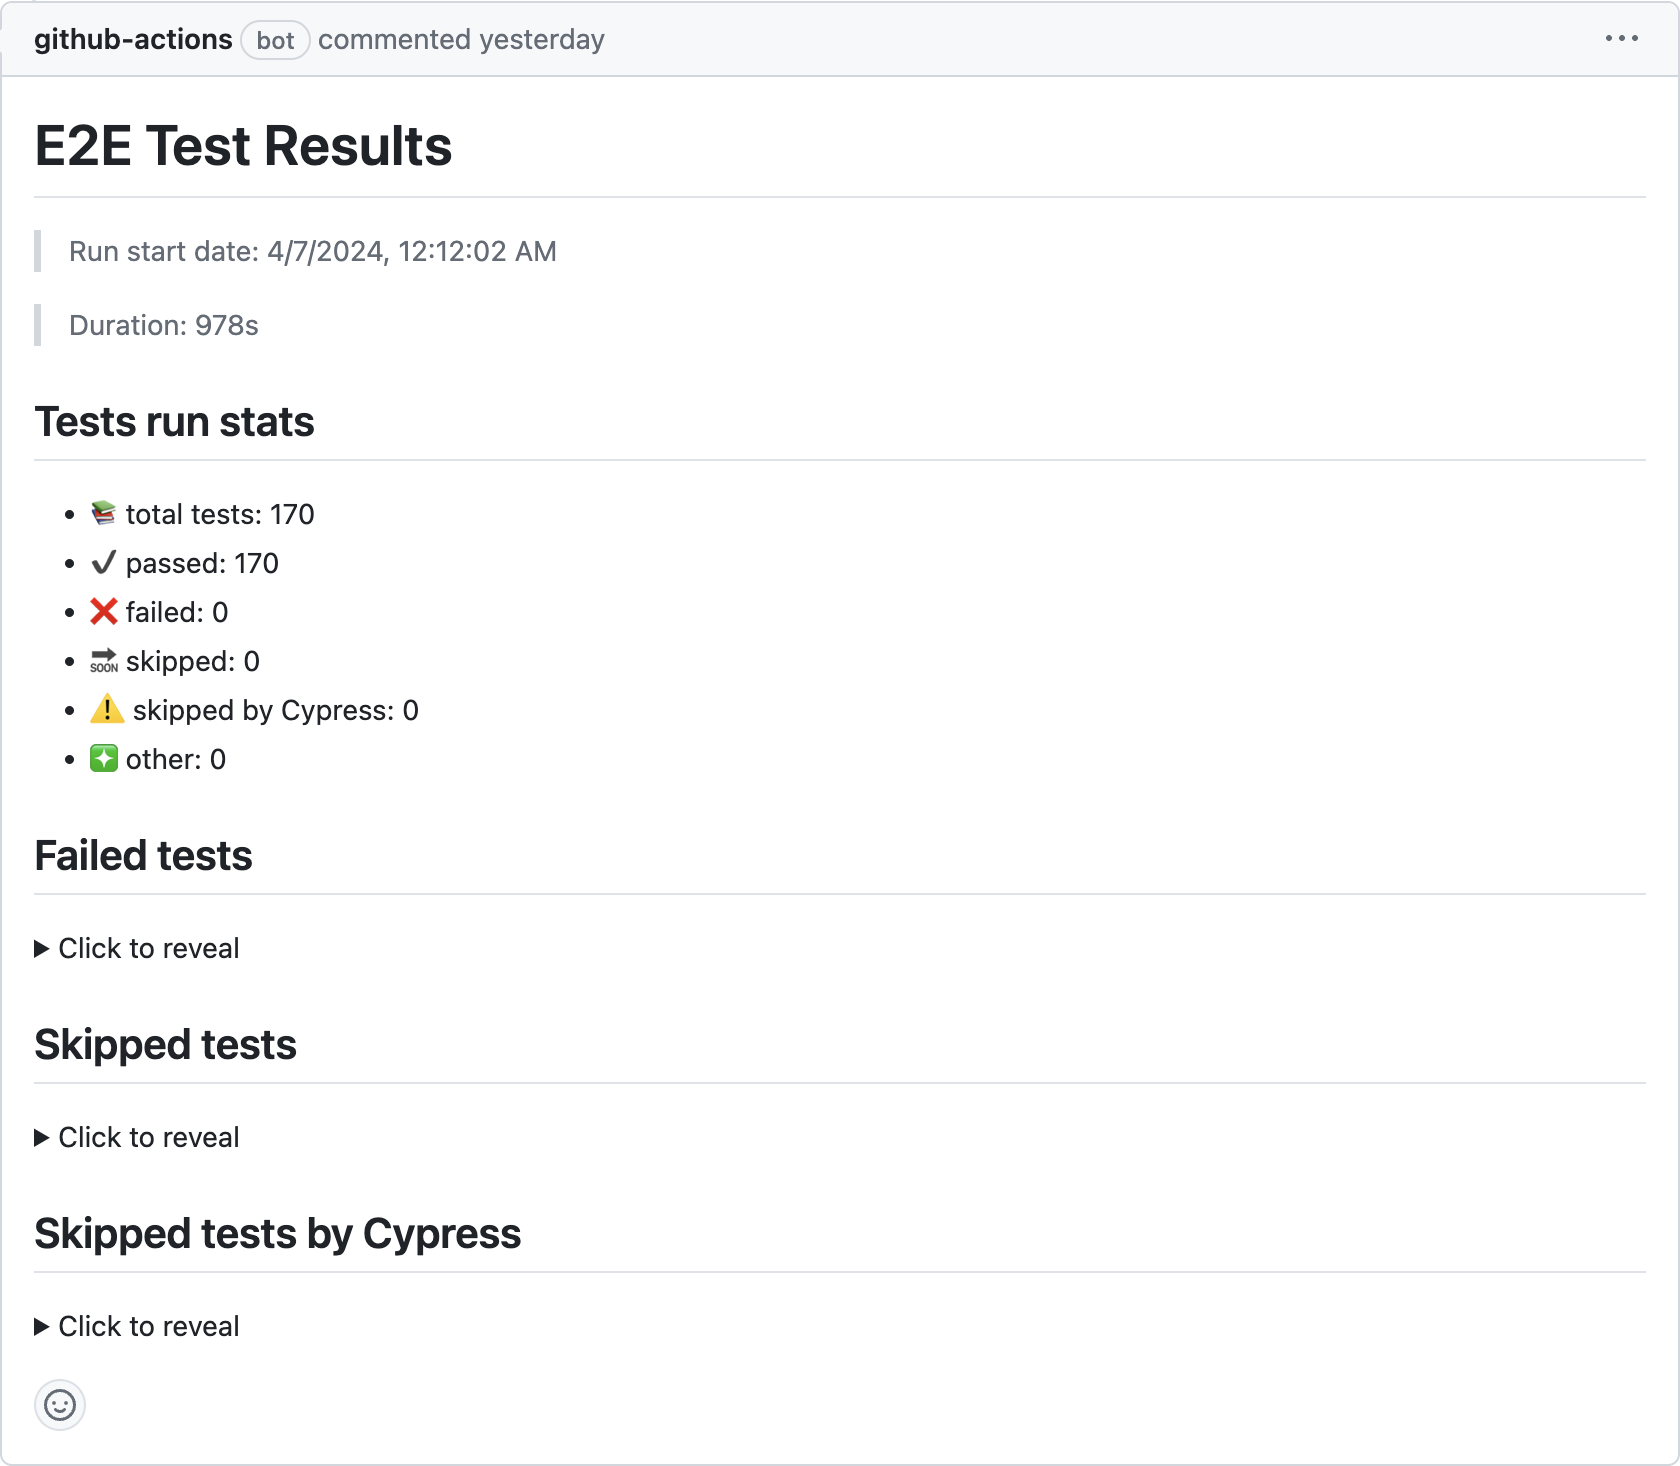 github-actions bot commented yesterday
E2E Test Results
Run start date: 4/7/2024, 12:12:02 AM
Duration: 978s
Tests run stats
• 📚 total tests: 170
• ✔️ passed: 170
• ❌ failed: 0
• 🔜 skipped: 0
• ⚠️ skipped by Cypress: 0
• ❇️ other: 0
Failed tests
▶ Click to reveal
Skipped tests
▶ Click to reveal
Skipped tests by Cypress
▶ Click to reveal